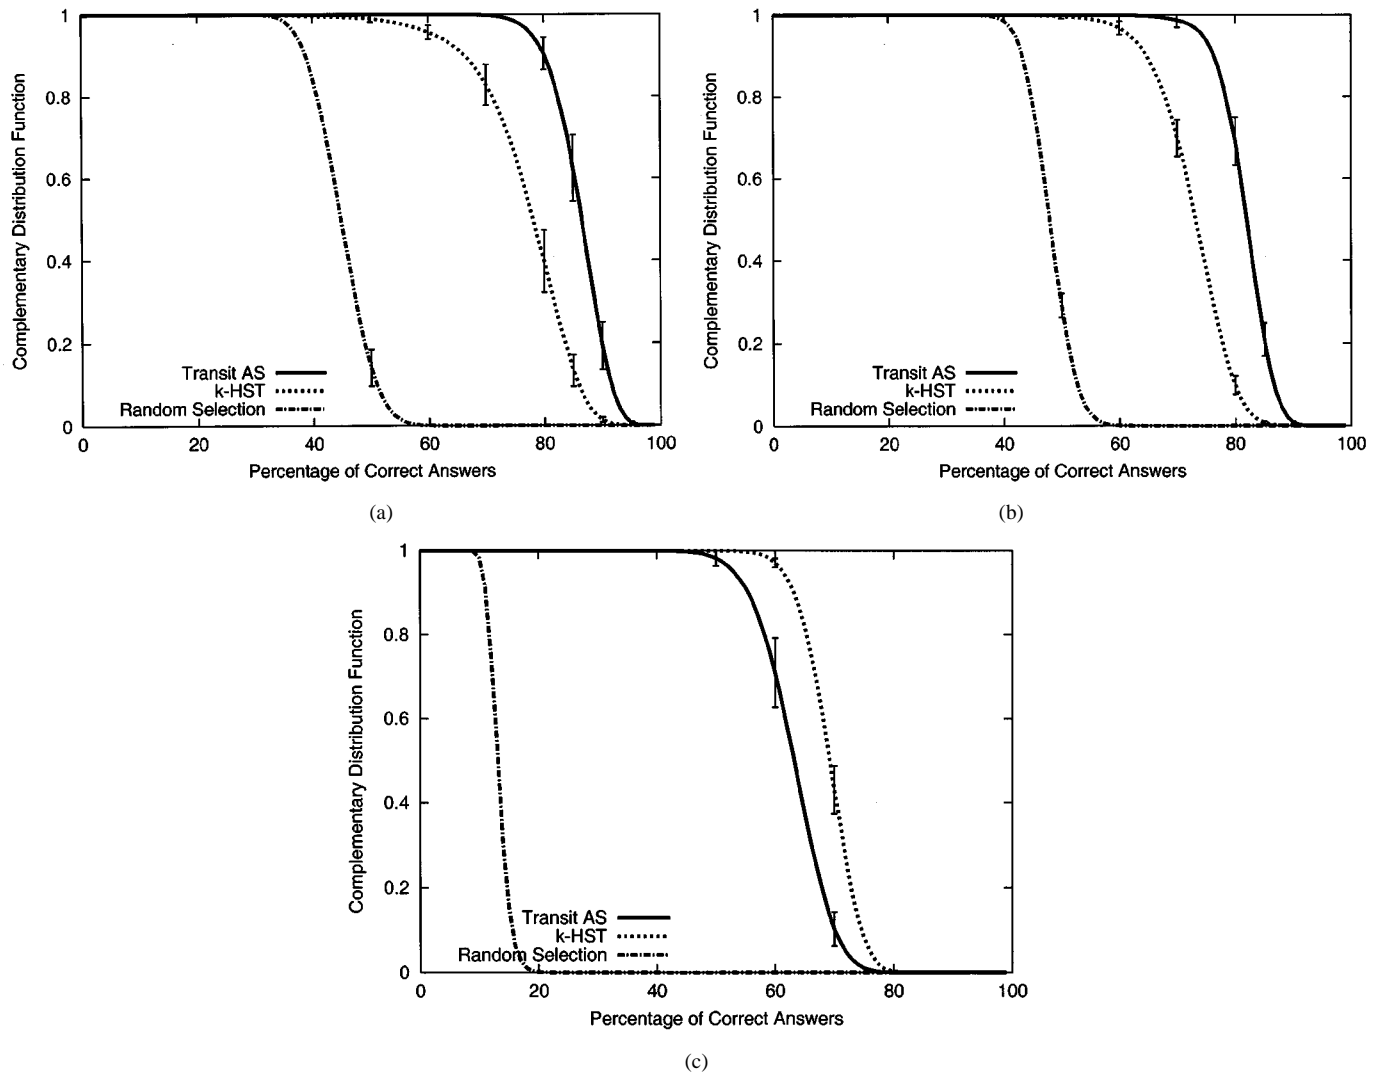 1
0.8
0.6
0.4
0.2
0
Complementary Distribution Function
Transit AS
k-HST
Random Selection
0 20 40 60 80 100
Percentage of Correct Answers
(a)
1
0.8
0.6
0.4
0.2
0
Complementary Distribution Function
Transit AS
k-HST
Random Selection
0 20 40 60 80 100
Percentage of Correct Answers
(b)
1
0.8
0.6
0.4
0.2
0
Complementary Distribution Function
Transit AS
k-HST
Random Selection
0 20 40 60 80 100
Percentage of Correct Answers
(c)